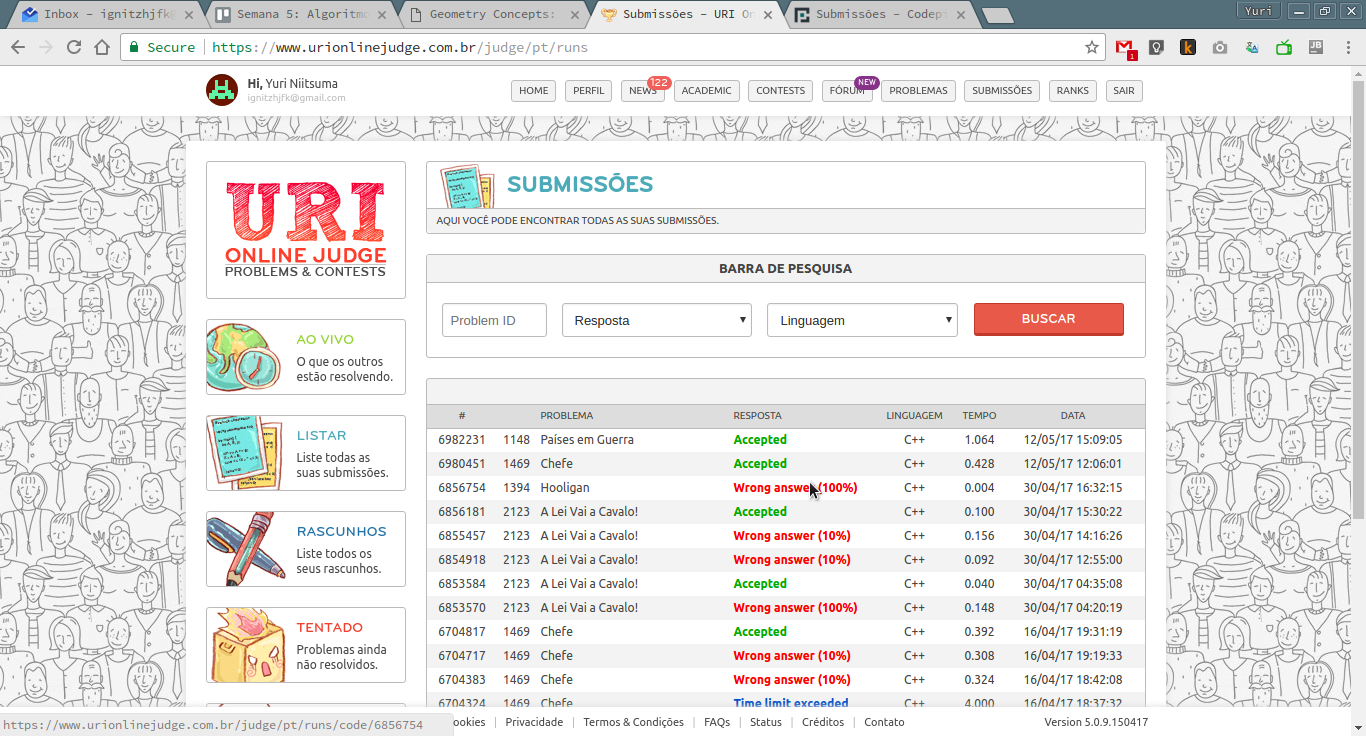 Inbox – ignitzhjfk
Semana 5: Algoritmo
Geometry Concepts:
Submissões – URI On
Submissões – Codepi
Yuri
Secure
https://www.urionlinejudge.com.br/judge/pt/runs
1
Hi, Yuri Niitsuma
ignitzhjfk@gmail.com
HOME
PERFIL
NEWS
122
ACADEMIC
CONTESTS
FÓRUM
NEW
PROBLEMAS
SUBMISSÕES
RANKS
SAIR
URI
ONLINE JUDGE
PROBLEMS & CONTESTS
AO VIVO
O que os outros
estão resolvendo.
LISTAR
Liste todas as
suas submissões.
RASCUNHOS
Liste todos os
seus rascunhos.
TENTADO
Problemas ainda
não resolvidos.
SUBMISSÕES
AQUI VOCÊ PODE ENCONTRAR TODAS AS SUAS SUBMISSÕES.
BARRA DE PESQUISA
Problem ID
Resposta
Linguagem
BUSCAR
# PROBLEMA RESPOSTA LINGUAGEM TEMPO DATA
6982231 1148 Países em Guerra Accepted C++ 1.064 12/05/17 15:09:05
6980451 1469 Chefe Accepted C++ 0.428 12/05/17 12:06:01
6856754 1394 Hooligan Wrong answer (100%) C++ 0.004 30/04/17 16:32:15
6856181 2123 A Lei Vai a Cavalo! Accepted C++ 0.100 30/04/17 15:30:22
6855457 2123 A Lei Vai a Cavalo! Wrong answer (10%) C++ 0.156 30/04/17 14:16:26
6854918 2123 A Lei Vai a Cavalo! Wrong answer (10%) C++ 0.092 30/04/17 12:55:00
6853584 2123 A Lei Vai a Cavalo! Accepted C++ 0.040 30/04/17 04:35:08
6853570 2123 A Lei Vai a Cavalo! Wrong answer (100%) C++ 0.148 30/04/17 04:20:19
6704817 1469 Chefe Accepted C++ 0.392 16/04/17 19:31:19
6704717 1469 Chefe Wrong answer (10%) C++ 0.308 16/04/17 19:19:33
6704383 1469 Chefe Wrong answer (10%) C++ 0.324 16/04/17 18:42:08
6704324 1469 Chefe Time limit exceeded C++ 4.000 16/04/17 18:37:32
https://www.urionlinejudge.com.br/judge/pt/runs/code/6856754
ookies | Privacidade | Termos & Condições | FAQs | Status | Créditos | Contato
Version 5.0.9.150417